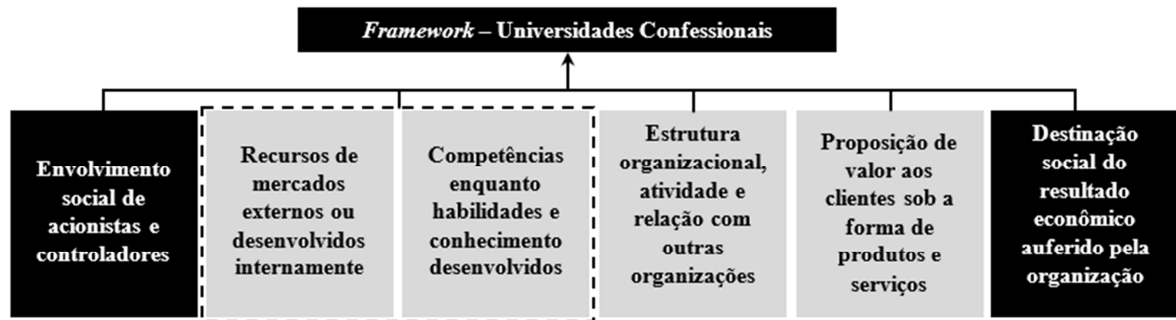 Framework – Universidades Confessionais
Envolvimento
social de
acionistas e
controladores
Recursos de
mercados
externos ou
desenvolvidos
internamente
Competências
enquanto
habilidades e
conhecimento
desenvolvidos
Estrutura
organizacional,
atividade e
relação com
outras
organizações
Proposição de
valor aos
clientes sob a
forma de
produtos e
serviços
Destinação
social do
resultado
econômico
auferido pela
organização